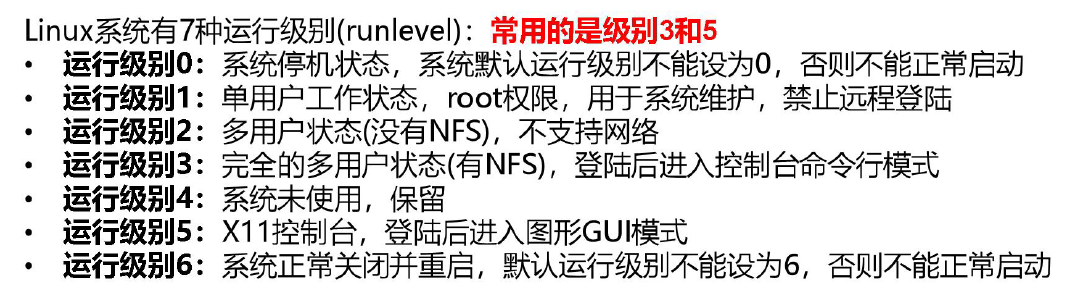 Linux系统有7种运行级别(runlevel)：常用的是级别3和5
• 运行级别0：系统停机状态，系统默认运行级别不能设为0，否则不能正常启动
• 运行级别1：单用户工作状态，root权限，用于系统维护，禁止远程登陆
• 运行级别2：多用户状态(没有NFS)，不支持网络
• 运行级别3：完全的多用户状态(有NFS)，登陆后进入控制台命令行模式
• 运行级别4：系统未使用，保留
• 运行级别5：X11控制台，登陆后进入图形GUI模式
• 运行级别6：系统正常关闭并重启，默认运行级别不能设为6，否则不能正常启动